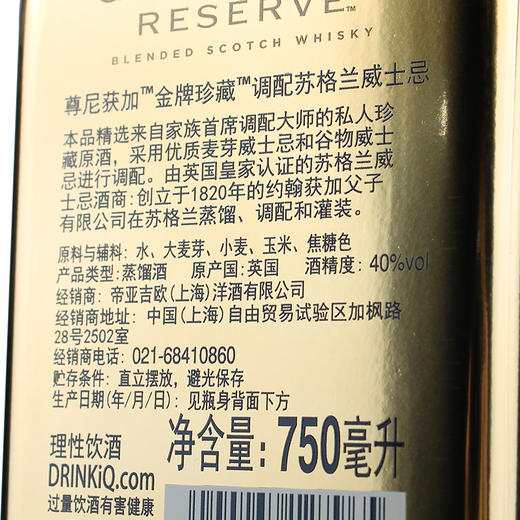 RESERVE™
BLENDED SCOTCH WHISKY
尊尼获加™金牌珍藏™调配苏格兰威士忌
本品精选来自家族首席调配大师的私人珍
藏原酒，采用优质麦芽威士忌和谷物威士
忌进行调配。由英国皇家认证的苏格兰威
士忌酒商：创立于1820年的约翰获加父子
有限公司在苏格兰蒸馏、调配和灌装。
原料与辅料：水、大麦芽、小麦、玉米、焦糖色
产品类型：蒸馏酒 原产国：英国 酒精度：40%vol
经销商：帝亚吉欧（上海）洋酒有限公司
经销商地址：中国（上海）自由贸易试验区加枫路
28号2502室
经销商电话：021-68410860
贮存条件：直立摆放，避光保存
生产日期（年/月/日）：见瓶身背面下方
理性饮酒 净含量：750毫升
DRINKiQ.com
过量饮酒有害健康